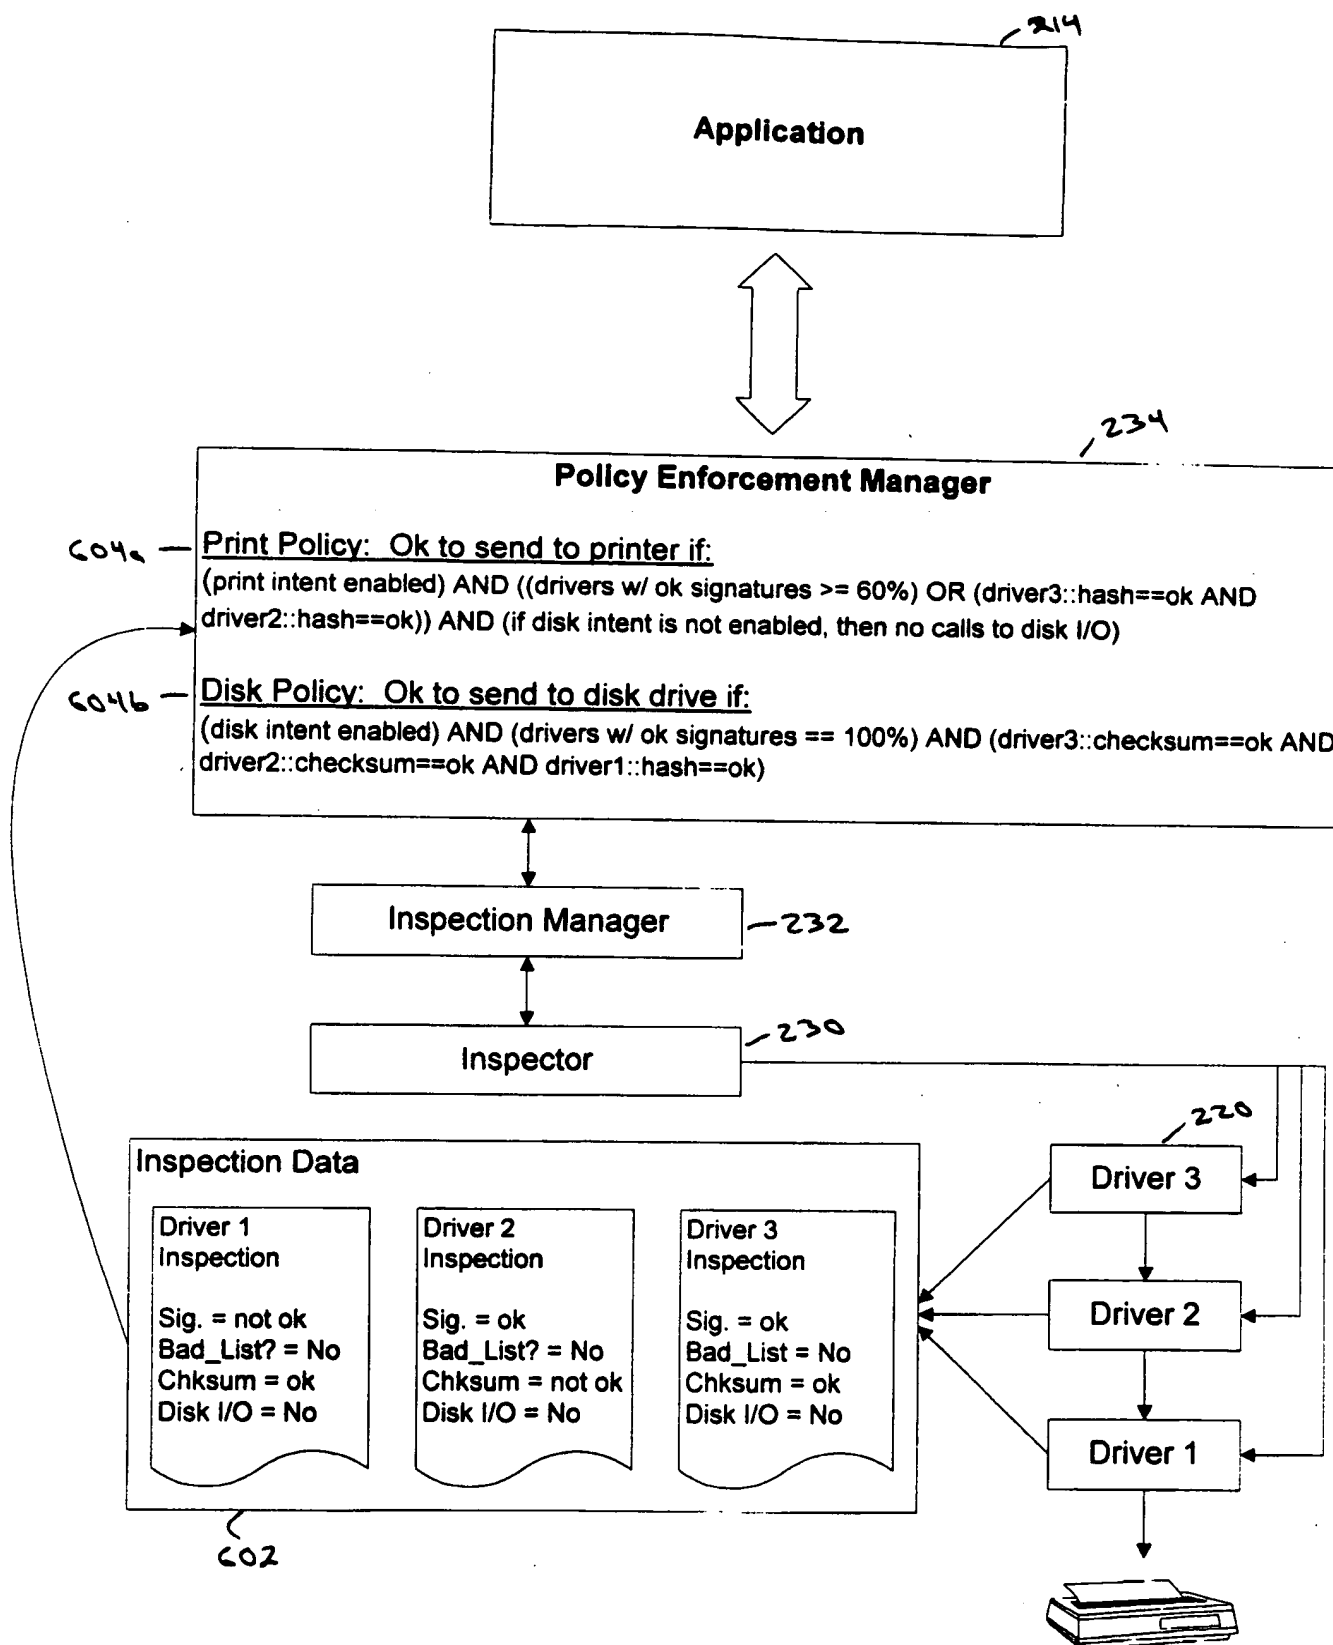 214
Application
234
Policy Enforcement Manager
604a
Print Policy: Ok to send to printer if:
(print intent enabled) AND ((drivers w/ ok signatures >= 60%) OR (driver3::hash==ok AND
driver2::hash==ok)) AND (if disk intent is not enabled, then no calls to disk I/O)
604b
Disk Policy: Ok to send to disk drive if:
(disk intent enabled) AND (drivers w/ ok signatures == 100%) AND (driver3::checksum==ok AND
driver2::checksum==ok AND driver1::hash==ok)
Inspection Manager
232
Inspector
230
220
Inspection Data
Driver 1
Inspection
Sig. = not ok
Bad_List? = No
Chksum = ok
Disk I/O = No
Driver 2
Inspection
Sig. = ok
Bad_List? = No
Chksum = not ok
Disk I/O = No
Driver 3
Inspection
Sig. = ok
Bad_List = No
Chksum = ok
Disk I/O = No
Driver 3
Driver 2
Driver 1
602